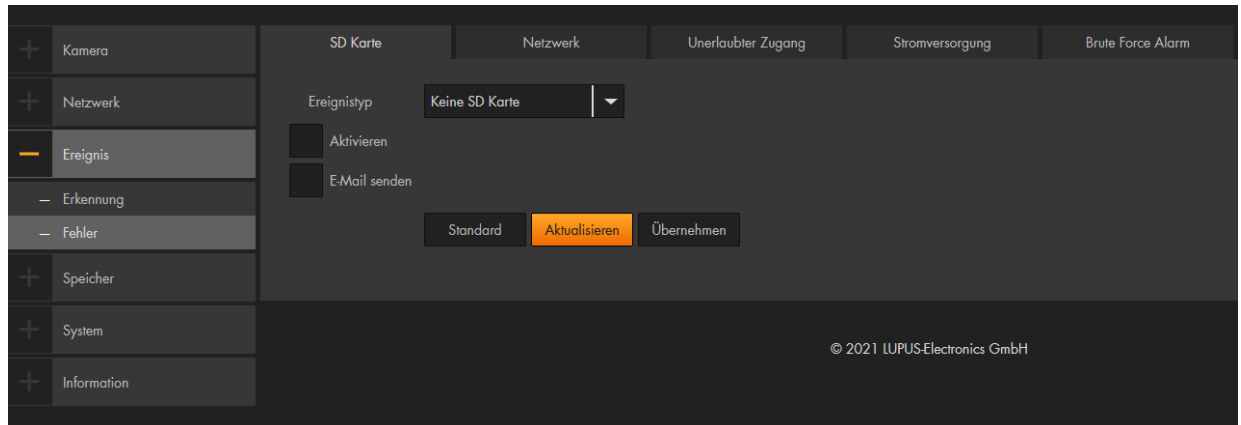 Kamera
Netzwerk
Ereignis
Erkennung
Fehler
Speicher
System
Information
SD Karte
Netzwerk
Unerlaubter Zugang
Stromversorgung
Brute Force Alarm
Ereignistyp
Keine SD Karte
Aktivieren
E-Mail senden
Standard
Aktualisieren
Übernehmen
© 2021 LUPUS-Electronics GmbH